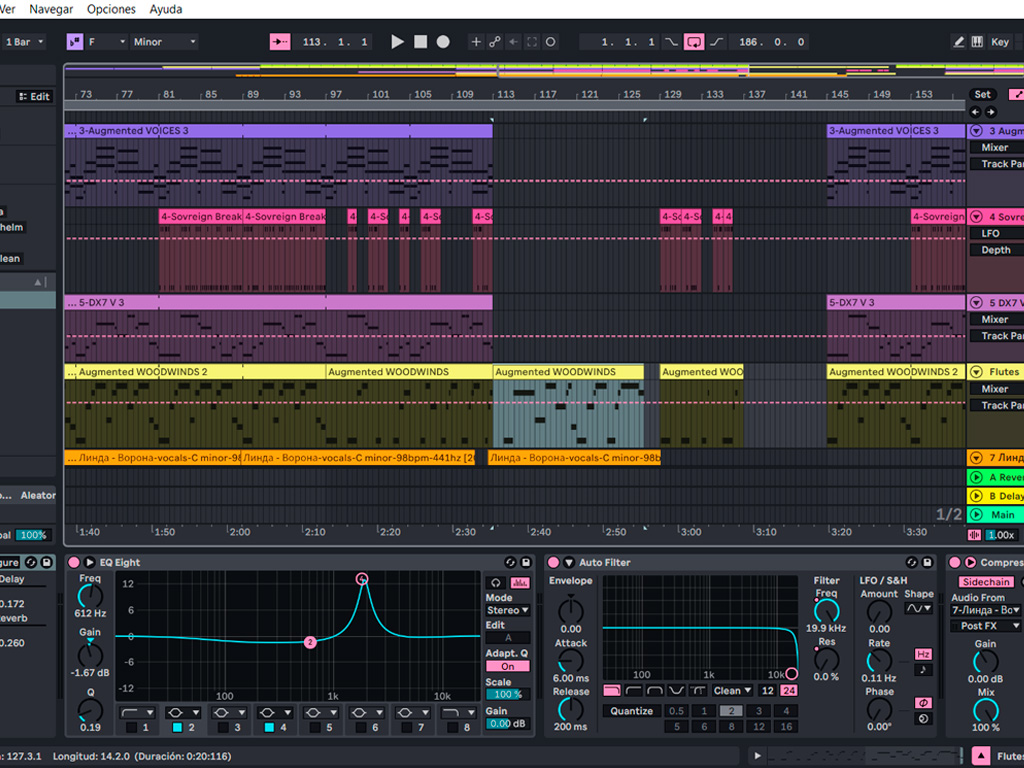 Ver Navegar Opciones Ayuda
1 Bar F Minor 113. 1. 1 1. 1. 1 186. 0. 0 Key
73 77 81 85 89 93 97 101 105 109 113 117 121 125 129 133 137 141 145 149 153 Set
Edit
... 3-Augmented VOICES 3 3-Augmented VOICES 3 3 Augm
Mixer
Track Par
4-Sovreign Break 4-Sovreign Break 4 4-So 4- 4-So 4-So 4-So 4-So 4- 4 4-Sovreign 4 Sovre
helm LFO
lean Depth
... 5-DX7 V 3 5-DX7 V 3 5 DX7 V
Mixer
Track Par
... Augmented WOODWINDS 2 Augmented WOODWINDS Augmented WOODWINDS Augmented WOO Augmented WOODWINDS 2 Flutes
Mixer
Track Par
... Линда - Ворона-vocals-C minor-98 Линда - Ворона-vocals-C minor-98bpm-441hz [20 Линда - Ворона-vocals-C minor-98b 7 Линд
A Rever
o... Aleator B Delay
1/2 Main
1:40 1:50 2:00 2:10 2:20 2:30 2:40 2:50 3:00 3:10 3:20 3:30
bal 100% 1.00x
gure EQ Eight Auto Filter Compres
Delay Freq 12 Envelope Filter LFO / S&H Sidechain
Freq Amount Shape Audio From
0.172 612 Hz 6 Mode 0.00 19.9 kHz 0.00 7-Линда - Во
everb Stereo Post FX
Gain 0 Edit Attack Res Rate Hz
0.260 A Gain
-6 Adapt. Q
-1.67 dB On 6.00 ms 100 1k 10k 0.0 % 0.11 Hz 0.00 dB
Q -12 Scale Release Clean 12 24 Phase Mix
100 1k 10k 100 %
0.19 Gain 200 ms Quantize 0.5 1 2 3 4 0.00° 100 %
1 2 3 4 5 6 7 8 0.00 dB 5 6 8 12 16
: 127.3.1 Longitud: 14.2.0 (Duración: 0:20:116) Flutes